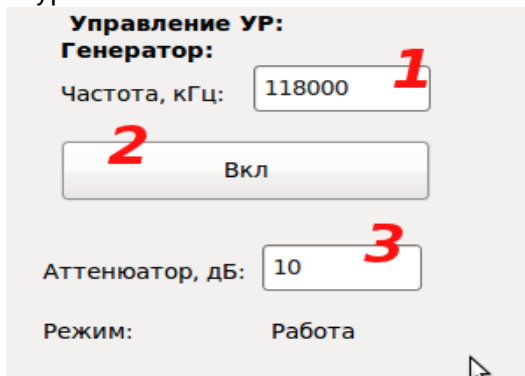 Управление УР:
Генератор:
Частота, кГц: 118000 1
2
Вкл
3
Аттенюатор, дБ: 10
Режим: Работа